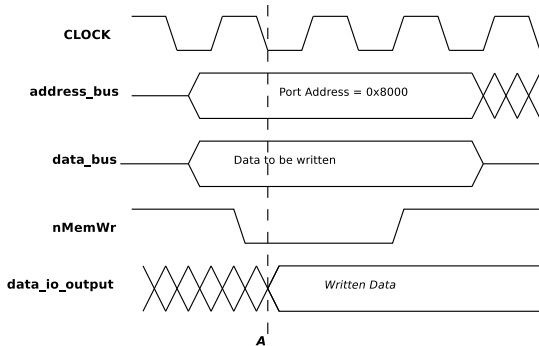 CLOCK
address_bus
Port Address = 0x8000
data_bus
Data to be written
nMemWr
data_io_output
Written Data
A